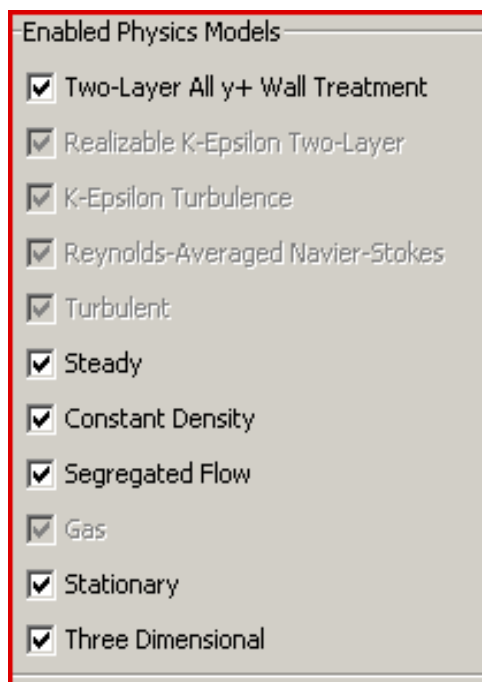 Enabled Physics Models
Two-Layer All y+ Wall Treatment
Realizable K-Epsilon Two-Layer
K-Epsilon Turbulence
Reynolds-Averaged Navier-Stokes
Turbulent
Steady
Constant Density
Segregated Flow
Gas
Stationary
Three Dimensional